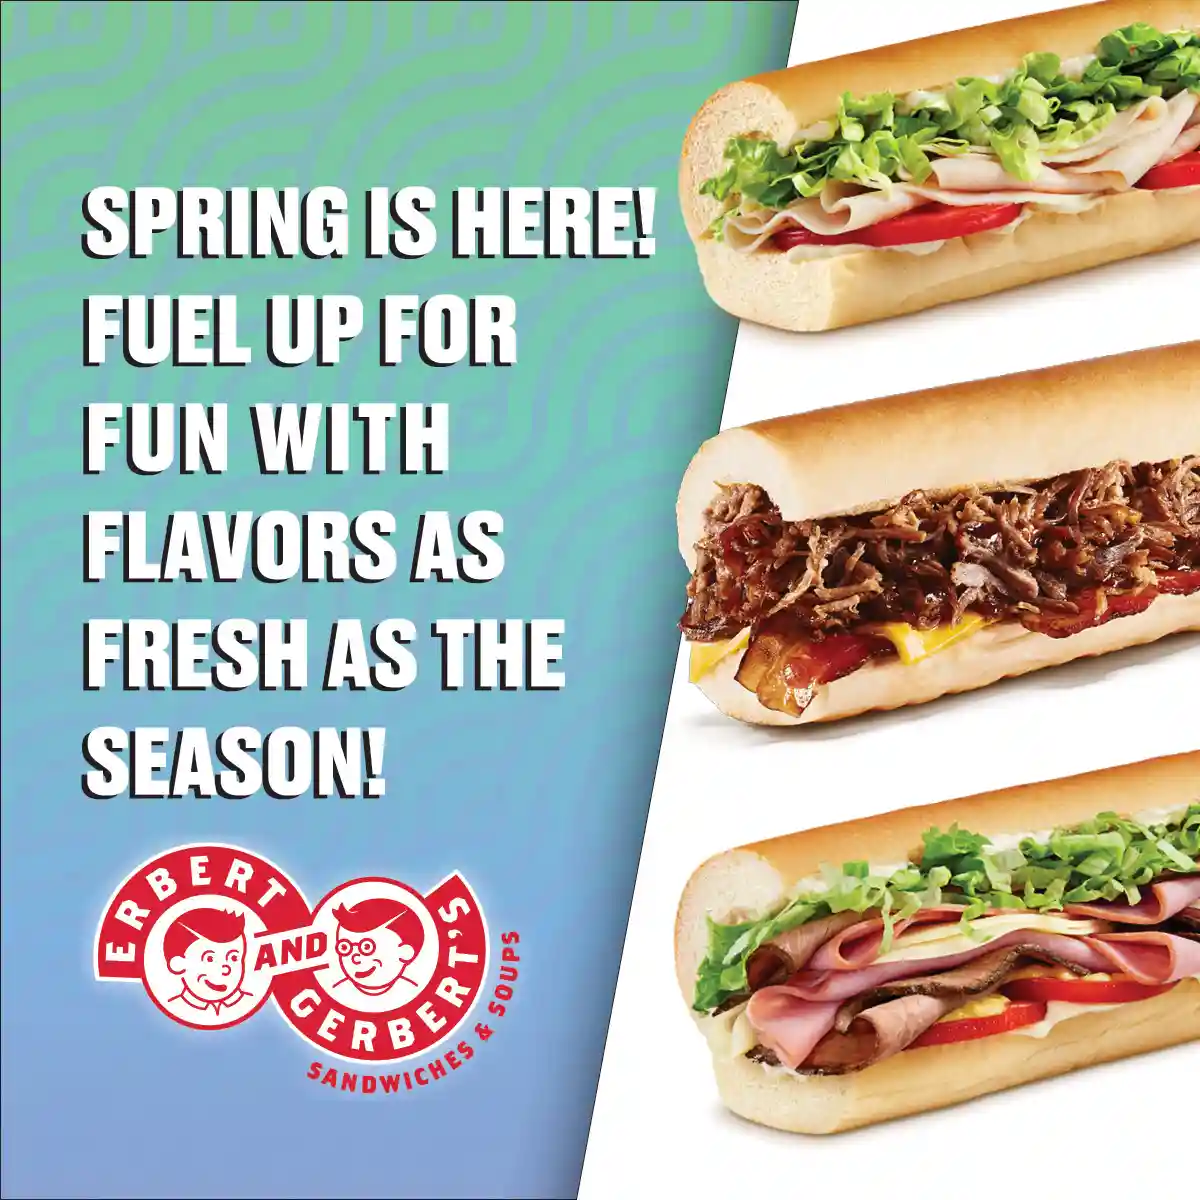 SPRING IS HERE!
FUEL UP FOR
FUN WITH
FLAVORS AS
FRESH AS THE
SEASON!
ERBERT
AND
GERBERT'S
SANDWICHES & SOUPS